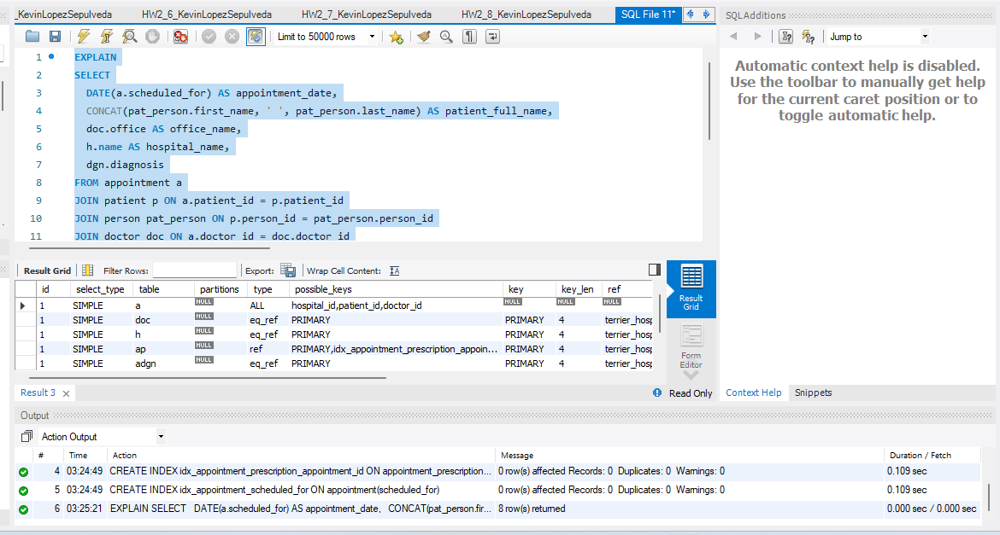 _KevinLopezSepulveda HW2_6_KevinLopezSepulveda HW2_7_KevinLopezSepulveda HW2_8_KevinLopezSepulveda SQL File 11*
SQLAdditions
Limit to 50000 rows
Jump to
1 EXPLAIN
2 SELECT
3 DATE(a.scheduled_for) AS appointment_date,
4 CONCAT(pat_person.first_name, ' ', pat_person.last_name) AS patient_full_name,
5 doc.office AS office_name,
6 h.name AS hospital_name,
7 dgn.diagnosis
8 FROM appointment a
9 JOIN patient p ON a.patient_id = p.patient_id
10 JOIN person pat_person ON p.person_id = pat_person.person_id
11 JOIN doctor doc ON a.doctor_id = doc.doctor_id
Automatic context help is disabled.
Use the toolbar to manually get help
for the current caret position or to
toggle automatic help.
Result Grid Filter Rows: Export: Wrap Cell Content:
id select_type table partitions type possible_keys key key_len ref
1 SIMPLE a NULL ALL hospital_id,patient_id,doctor_id NULL NULL NULL
1 SIMPLE doc NULL eq_ref PRIMARY PRIMARY 4 terrier_hosp
1 SIMPLE h NULL eq_ref PRIMARY PRIMARY 4 terrier_hosp
1 SIMPLE ap NULL ref PRIMARY,idx_appointment_prescription_appoin... PRIMARY 4 terrier_hosp
1 SIMPLE adgn NULL eq_ref PRIMARY PRIMARY 4 terrier_hosp
Result
Grid
Form
Editor
Result 3
Read Only
Context Help Snippets
Output
Action Output
# Time Action Message Duration / Fetch
4 03:24:49 CREATE INDEX idx_appointment_prescription_appointment_id ON appointment_prescription... 0 row(s) affected Records: 0 Duplicates: 0 Warnings: 0 0.109 sec
5 03:24:49 CREATE INDEX idx_appointment_scheduled_for ON appointment(scheduled_for) 0 row(s) affected Records: 0 Duplicates: 0 Warnings: 0 0.109 sec
6 03:25:21 EXPLAIN SELECT DATE(a.scheduled_for) AS appointment_date, CONCAT(pat_person.fir... 8 row(s) returned 0.000 sec / 0.000 sec